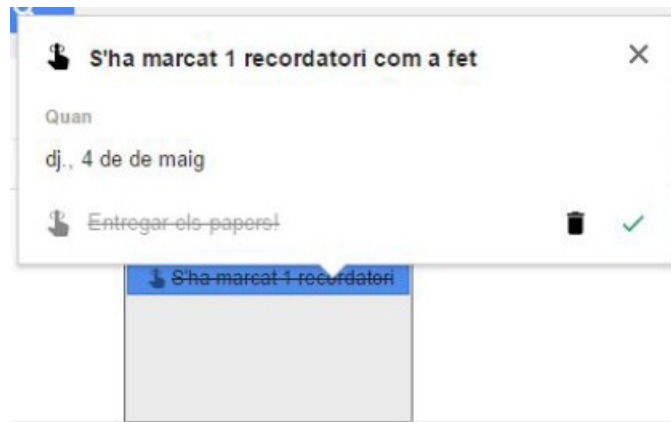 S'ha marcat 1 recordatori com a fet
Quan
dj., 4 de de maig
Entregar els papers!
S'ha marcat 1 recordatori